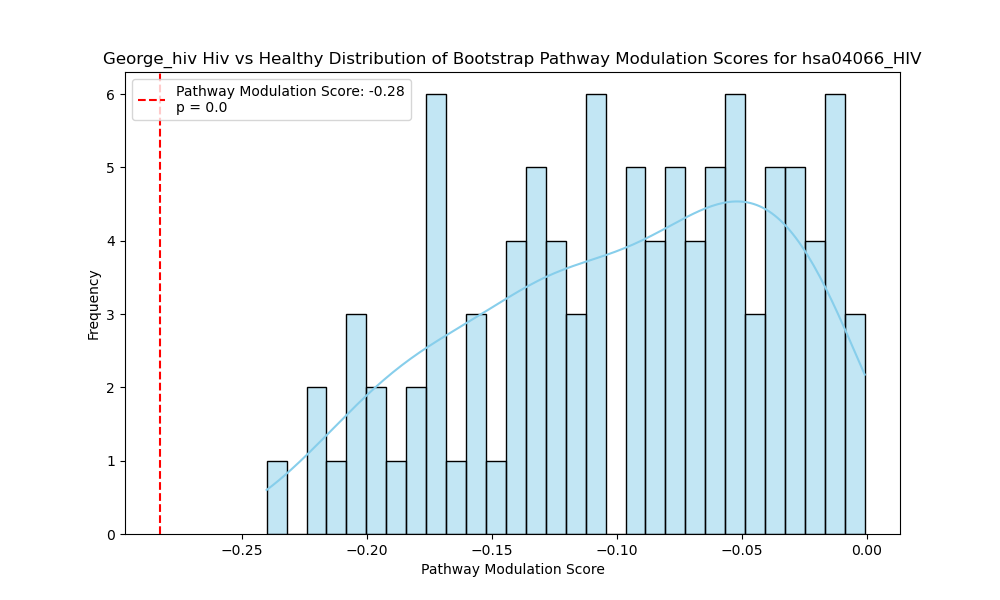 George_hiv Hiv vs Healthy Distribution of Bootstrap Pathway Modulation Scores for hsa04066_HIV
Pathway Modulation Score: -0.28
p = 0.0
6
5
4
3
2
1
0
Frequency
−0.25
−0.20
−0.15
−0.10
−0.05
0.00
Pathway Modulation Score